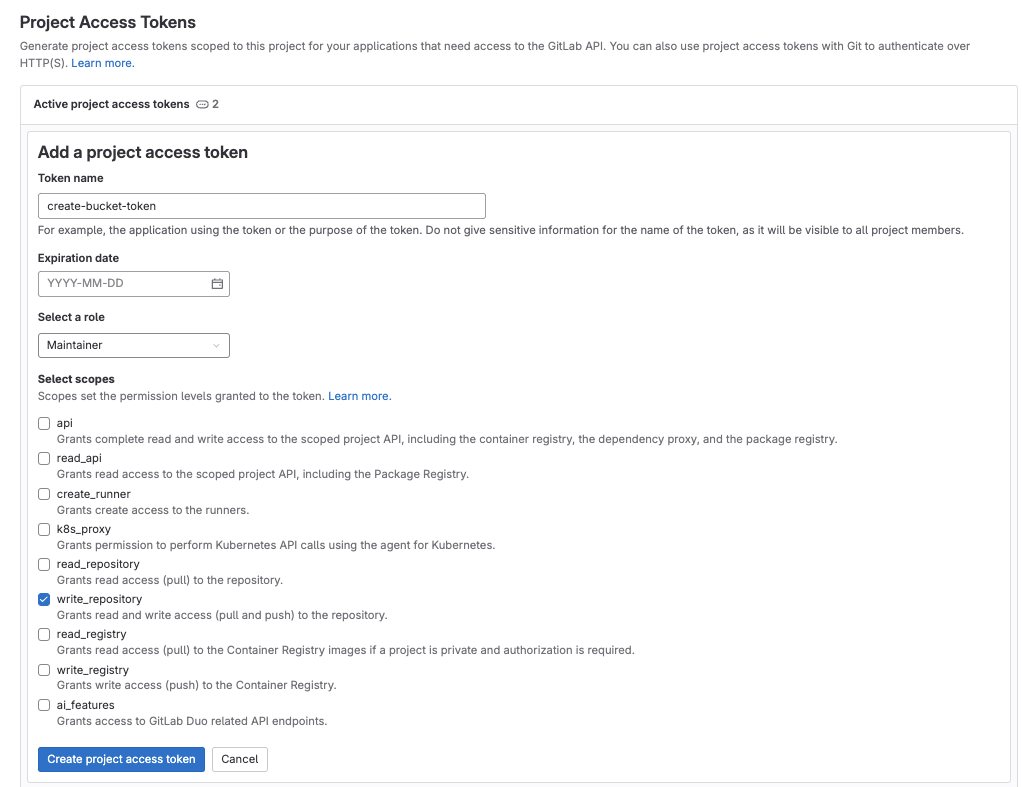 Project Access Tokens
Generate project access tokens scoped to this project for your applications that need access to the GitLab API. You can also use project access tokens with Git to authenticate over
HTTP(S). Learn more.
Active project access tokens 2
Add a project access token
Token name
create-bucket-token
For example, the application using the token or the purpose of the token. Do not give sensitive information for the name of the token, as it will be visible to all project members.
Expiration date
YYYY-MM-DD
Select a role
Maintainer
Select scopes
Scopes set the permission levels granted to the token. Learn more.
api
Grants complete read and write access to the scoped project API, including the container registry, the dependency proxy, and the package registry.
read_api
Grants read access to the scoped project API, including the Package Registry.
create_runner
Grants create access to the runners.
k8s_proxy
Grants permission to perform Kubernetes API calls using the agent for Kubernetes.
read_repository
Grants read access (pull) to the repository.
write_repository
Grants read and write access (pull and push) to the repository.
read_registry
Grants read access (pull) to the Container Registry images if a project is private and authorization is required.
write_registry
Grants write access (push) to the Container Registry.
ai_features
Grants access to GitLab Duo related API endpoints.
Create project access token Cancel